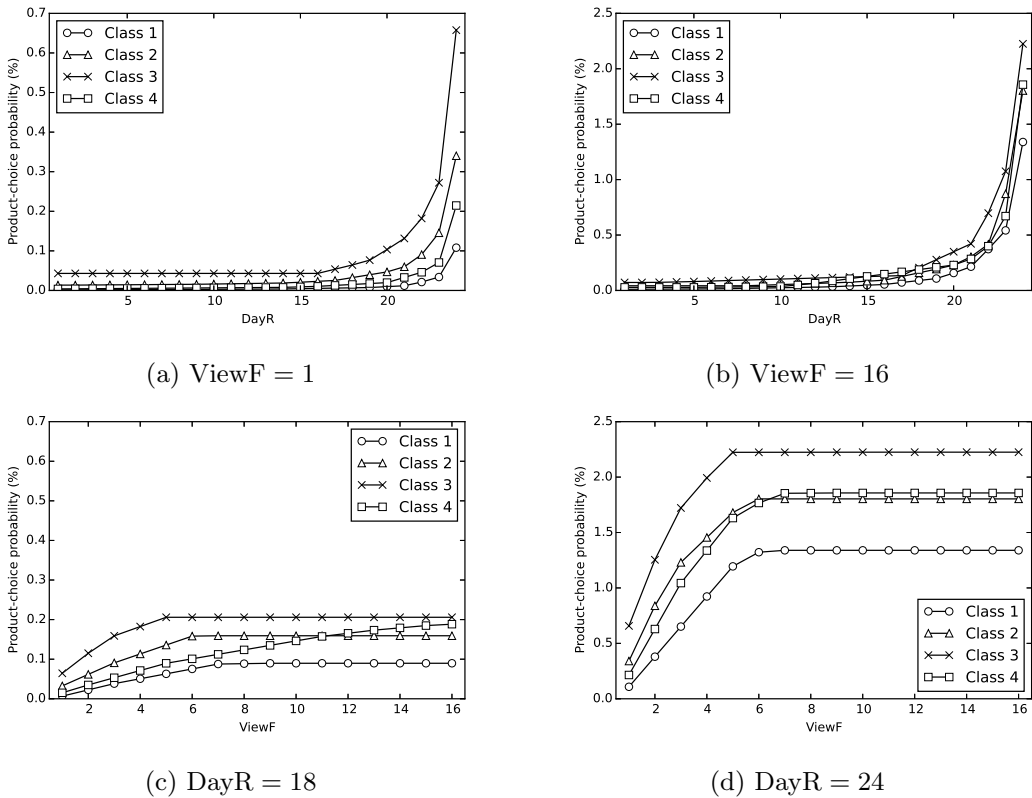 0.7
0.6
0.5
0.4
0.3
0.2
0.1
0.0
Product-choice probability (%)
Class 1
Class 2
Class 3
Class 4
5 10 15 20
DayR
(a) ViewF = 1
2.5
2.0
1.5
1.0
0.5
0.0
Product-choice probability (%)
Class 1
Class 2
Class 3
Class 4
5 10 15 20
DayR
(b) ViewF = 16
0.7
0.6
0.5
0.4
0.3
0.2
0.1
0.0
Product-choice probability (%)
Class 1
Class 2
Class 3
Class 4
2 4 6 8 10 12 14 16
ViewF
(c) DayR = 18
2.5
2.0
1.5
1.0
0.5
0.0
Product-choice probability (%)
Class 1
Class 2
Class 3
Class 4
2 4 6 8 10 12 14 16
ViewF
(d) DayR = 24